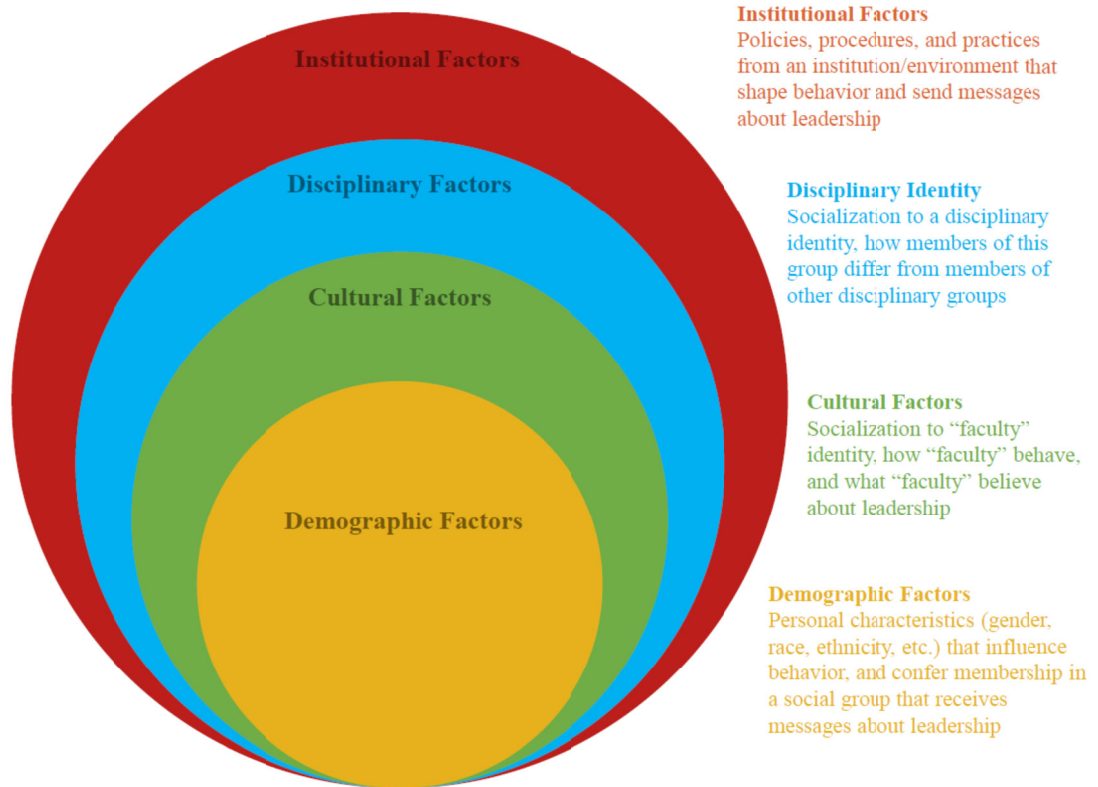 Institutional Factors
Disciplinary Factors
Cultural Factors
Demographic Factors
Institutional Factors
Policies, procedures, and practices
from an institution/environment that
shape behavior and send messages
about leadership
Disciplinary Identity
Socialization to a disciplinary
identity, how members of this
group differ from members of
other disciplinary groups
Cultural Factors
Socialization to “faculty”
identity, how “faculty” behave,
and what “faculty” believe
about leadership
Demographic Factors
Personal characteristics (gender,
race, ethnicity, etc.) that influence
behavior, and confer membership in
a social group that receives
messages about leadership